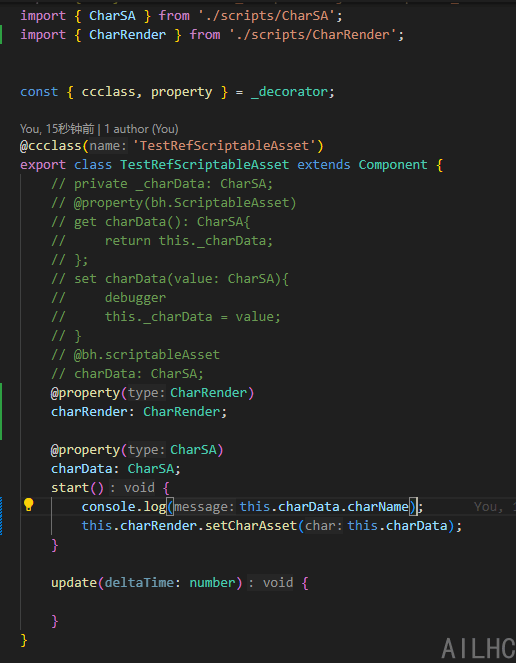 import { CharSA } from './scripts/CharSA';
import { CharRender } from './scripts/CharRender';
const { ccclass, property } = _decorator;
You, 15秒钟前 | 1 author (You)
@ccclass(name: 'TestRefScriptableAsset')
export class TestRefScriptableAsset extends Component {
// private _charData: CharSA;
// @property(bh.ScriptableAsset)
// get charData(): CharSA{
//     return this._charData;
// };
// set charData(value: CharSA){
//     debugger
//     this._charData = value;
// }
// @bh.scriptableAsset
// charData: CharSA;
@property(type: CharRender)
charRender: CharRender;
@property(type: CharSA)
charData: CharSA;
start() : void {
console.log(message: this.charData.charName); You,
this.charRender.setCharAsset(char: this.charData);
}
update(deltaTime: number) : void {
}
}
AILHC